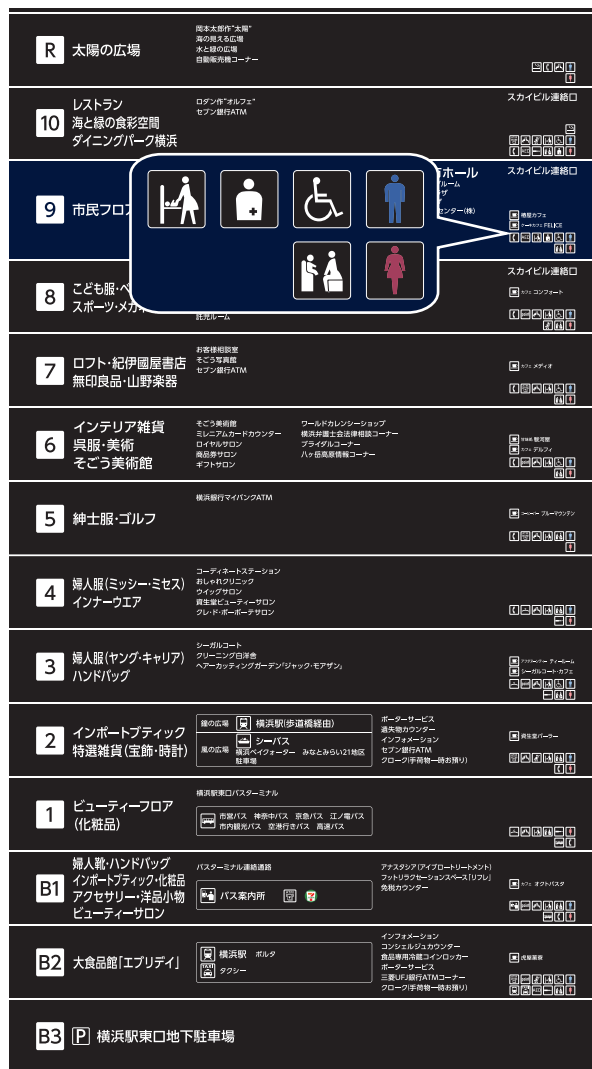 R
太陽の広場
岡本太郎作"太陽"
海の見える広場
水と緑の広場
自動販売機コーナー
10
レストラン
海と緑の食彩空間
ダイニングパーク横浜
ロダン作"オルフェ"
セブン銀行ATM
スカイビル連絡口
9
市民フロア
ホール
ルーム
ザ
センター(株)
スカイビル連絡口
椿屋カフェ
FELICE
8
こども服・ベ
スポーツ・メガネ
託児ルーム
スカイビル連絡口
カフェ コンフォート
7
ロフト・紀伊國屋書店
無印良品・山野楽器
お客様相談室
そごう写真館
セブン銀行ATM
カフェ メディオ
6
インテリア雑貨
呉服・美術
そごう美術館
そごう美術館
ミレニアムカードカウンター
ロイヤルサロン
商品券サロン
ギフトサロン
ワールドカレンシーショップ
横浜弁護士会法律相談コーナー
ブライダルコーナー
八ヶ岳高原情報コーナー
駿河屋
カフェ デルフィ
5
紳士服・ゴルフ
横浜銀行マイバンクATM
ブルーマウンテン
4
婦人服(ミッシー・ミセス)
インナーウエア
コーディネートステーション
おしゃれクリニック
ウイッグサロン
資生堂ビューティーサロン
クレ・ド・ポーボーテサロン
3
婦人服(ヤング・キャリア)
ハンドバッグ
シーガルコート
クリーニング白洋舎
ヘアーカッティングガーデン「ジャック・モアザン」
ティールーム
シーガルコート・カフェ
2
インポートブティック
特選雑貨(宝飾・時計)
鐘の広場
横浜駅(歩道橋経由)
風の広場
シーバス
横浜ベイクォーター みなとみらい21地区
駐車場
ポーターサービス
遺失物カウンター
インフォメーション
セブン銀行ATM
クローク(手荷物一時お預り)
資生堂パーラー
1
ビューティーフロア
(化粧品)
横浜駅東口バスターミナル
市営バス 神奈中バス 京急バス 江ノ電バス
市内観光バス 空港行きバス 高速バス
B1
婦人靴・ハンドバッグ
インポートブティック・化粧品
アクセサリー・洋品小物
ビューティーサロン
バスターミナル連絡通路
バス案内所
アナスタシア(アイブロートリートメント)
フットリラクセーションスペース「リフレ」
免税カウンター
カフェ オクトバスタ
B2
大食品館「エブリデイ」
横浜駅 ポルタ
TAXI
タクシー
インフォメーション
コンシェルジュカウンター
食品専用冷蔵コインロッカー
ポーターサービス
三菱UFJ銀行ATMコーナー
クローク(手荷物一時お預り)
虎屋菓寮
B3
P
横浜駅東口地下駐車場